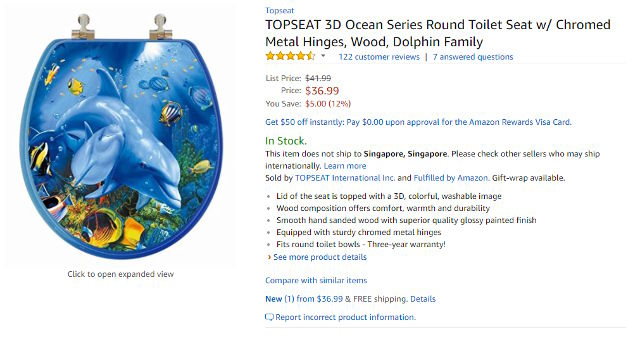 Topseat
TOPSEAT 3D Ocean Series Round Toilet Seat w/ Chromed
Metal Hinges, Wood, Dolphin Family
122 customer reviews | 7 answered questions
List Price: $41.99
Price: $36.99
You Save: $5.00 (12%)
Get $50 off instantly: Pay $0.00 upon approval for the Amazon Rewards Visa Card.
In Stock.
This item does not ship to Singapore, Singapore. Please check other sellers who may ship
internationally. Learn more
Sold by TOPSEAT International Inc. and Fulfilled by Amazon. Gift-wrap available.
• Lid of the seat is topped with a 3D, colorful, washable image
• Wood composition offers comfort, warmth and durability
• Smooth hand sanded wood with superior quality glossy painted finish
• Equipped with sturdy chromed metal hinges
• Fits round toilet bowls - Three-year warranty!
› See more product details
Click to open expanded view
Compare with similar items
New (1) from $36.99 & FREE shipping. Details
Report incorrect product information.